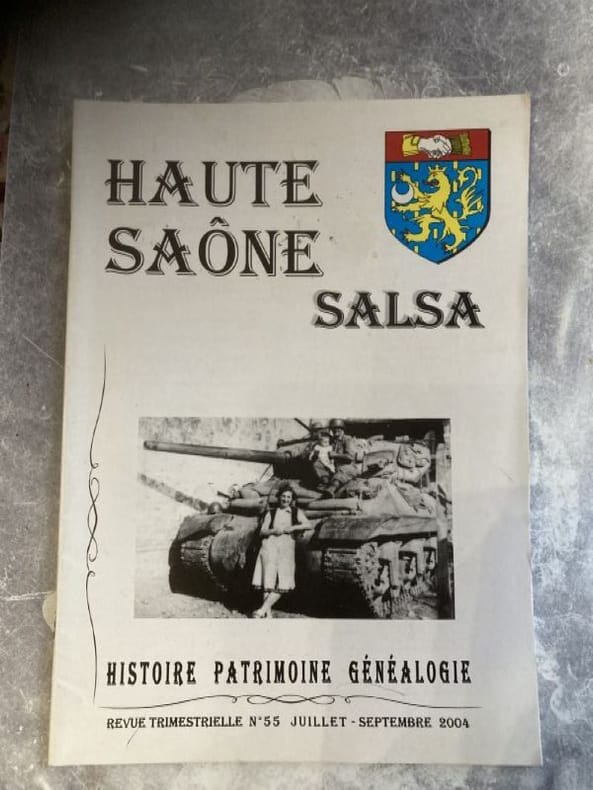 HAUTE
SAÔNE
SALSA
HISTOIRE PATRIMOINE GÉNÉALOGIE
REVUE TRIMESTRIELLE N°55 JUILLET - SEPTEMBRE 2004